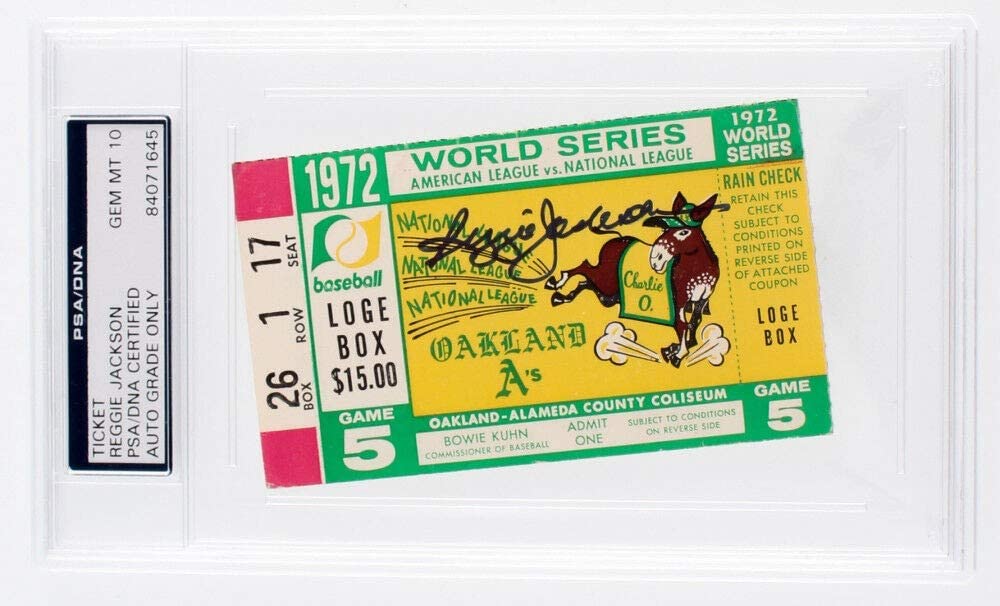 PSA/DNA
TICKET
REGGIE JACKSON
PSA/DNA CERTIFIED
AUTO GRADE ONLY
GEM MT 10
84071645
17 SEAT
1 ROW
26 BOX
1972
baseball
LOGE
BOX
$15.00
GAME
5
WORLD SERIES
AMERICAN LEAGUE vs. NATIONAL LEAGUE
NATIONAL LEAGUE
NATIONAL LEAGUE
NATIONAL LEAGUE
Reggie Jackson
Charlie
O.
OAKLAND
A's
OAKLAND-ALAMEDA COUNTY COLISEUM
BOWIE KUHN
COMMISSIONER OF BASEBALL
ADMIT
ONE
SUBJECT TO CONDITIONS
ON REVERSE SIDE
1972
WORLD
SERIES
RAIN CHECK
RETAIN THIS
CHECK
SUBJECT TO
CONDITIONS
PRINTED ON
REVERSE SIDE
OF ATTACHED
COUPON
LOGE
BOX
GAME
5